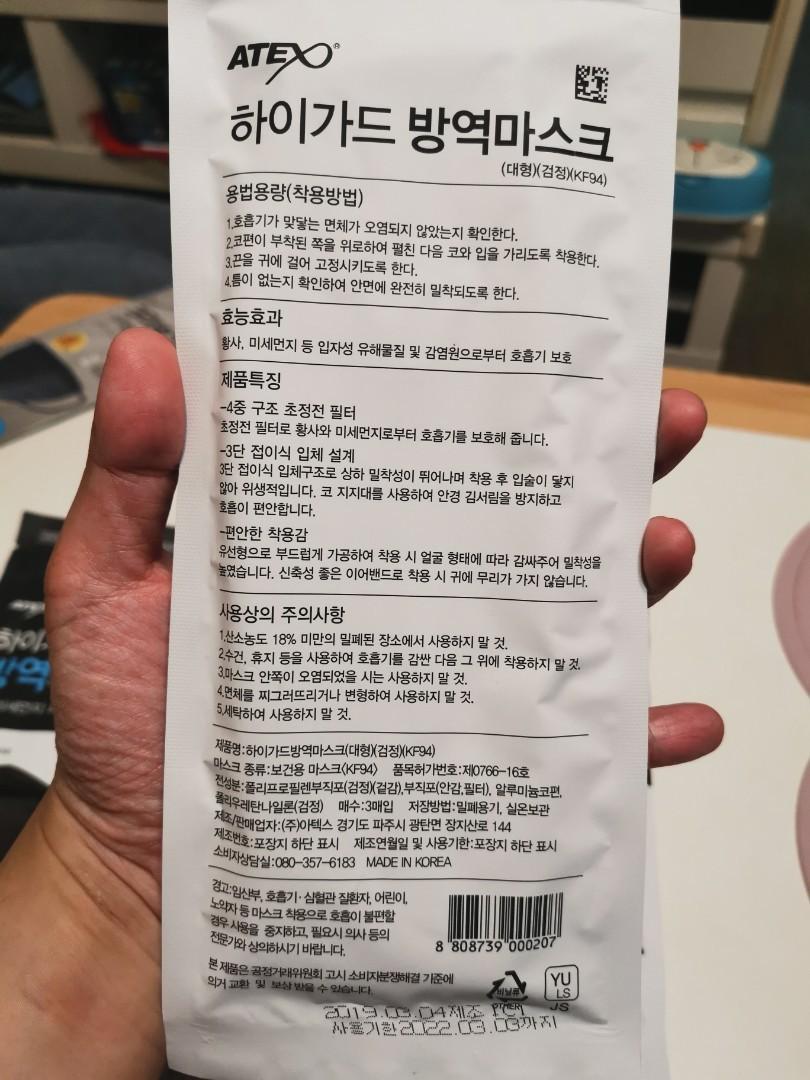 ATEX®
하이가드 방역마스크
(대형)(검정)(KF94)
용법용량(착용방법)
1.호흡기가 맞닿는 면체가 오염되지 않았는지 확인한다.
2.코편이 부착된 쪽을 위로하여 펼친 다음 코와 입을 가리도록 착용한다.
3.끈을 귀에 걸어 고정시키도록 한다.
4.틈이 없는지 확인하여 안면에 완전히 밀착되도록 한다.
효능효과
황사, 미세먼지 등 입자성 유해물질 및 감염원으로부터 호흡기 보호
제품특징
-4중 구조 초정전 필터
초정전 필터로 황사와 미세먼지로부터 호흡기를 보호해 줍니다.
-3단 접이식 입체 설계
3단 접이식 입체구조로 상하 밀착성이 뛰어나며 착용 후 입술이 닿지
않아 위생적입니다. 코 지지대를 사용하여 안경 김서림을 방지하고
호흡이 편안합니다.
-편안한 착용감
유선형으로 부드럽게 가공하여 착용 시 얼굴 형태에 따라 감싸주어 밀착성을
높였습니다. 신축성 좋은 이어밴드로 착용 시 귀에 무리가 가지 않습니다.
사용상의 주의사항
1.산소농도 18% 미만의 밀폐된 장소에서 사용하지 말 것.
2.수건, 휴지 등을 사용하여 호흡기를 감싼 다음 그 위에 착용하지 말 것.
3.마스크 안쪽이 오염되었을 시는 사용하지 말 것.
4.면체를 찌그러뜨리거나 변형하여 사용하지 말 것.
5.세탁하여 사용하지 말 것.
제품명:하이가드방역마스크(대형)(검정)(KF94)
마스크 종류:보건용 마스크〈KF94〉 품목허가번호:제0766-16호
전성분:폴리프로필렌부직포(검정)(겉감),부직포(안감,필터), 알루미늄코편,
폴리우레탄나일론(검정) 매수:3매입 저장방법:밀폐용기, 실온보관
제조/판매업자:(주)아텍스 경기도 파주시 광탄면 장지산로 144
제조번호:포장지 하단 표시 제조연월일 및 사용기한:포장지 하단 표시
소비자상담실:080-357-6183 MADE IN KOREA
경고:임산부, 호흡기·심혈관 질환자, 어린이,
노약자 등 마스크 착용으로 호흡이 불편할
경우 사용을 중지하고, 필요시 의사 등의
전문가와 상의하시기 바랍니다.
8 808739 000207
본 제품은 공정거래위원회 고시 소비자분쟁해결 기준에
의거 교환 및 보상 받을 수 있습니다.
비닐류
OTHER
YU
LS
JS
2019.03.04제조 PC1
사용기한2022.03.03까지
하이
방역